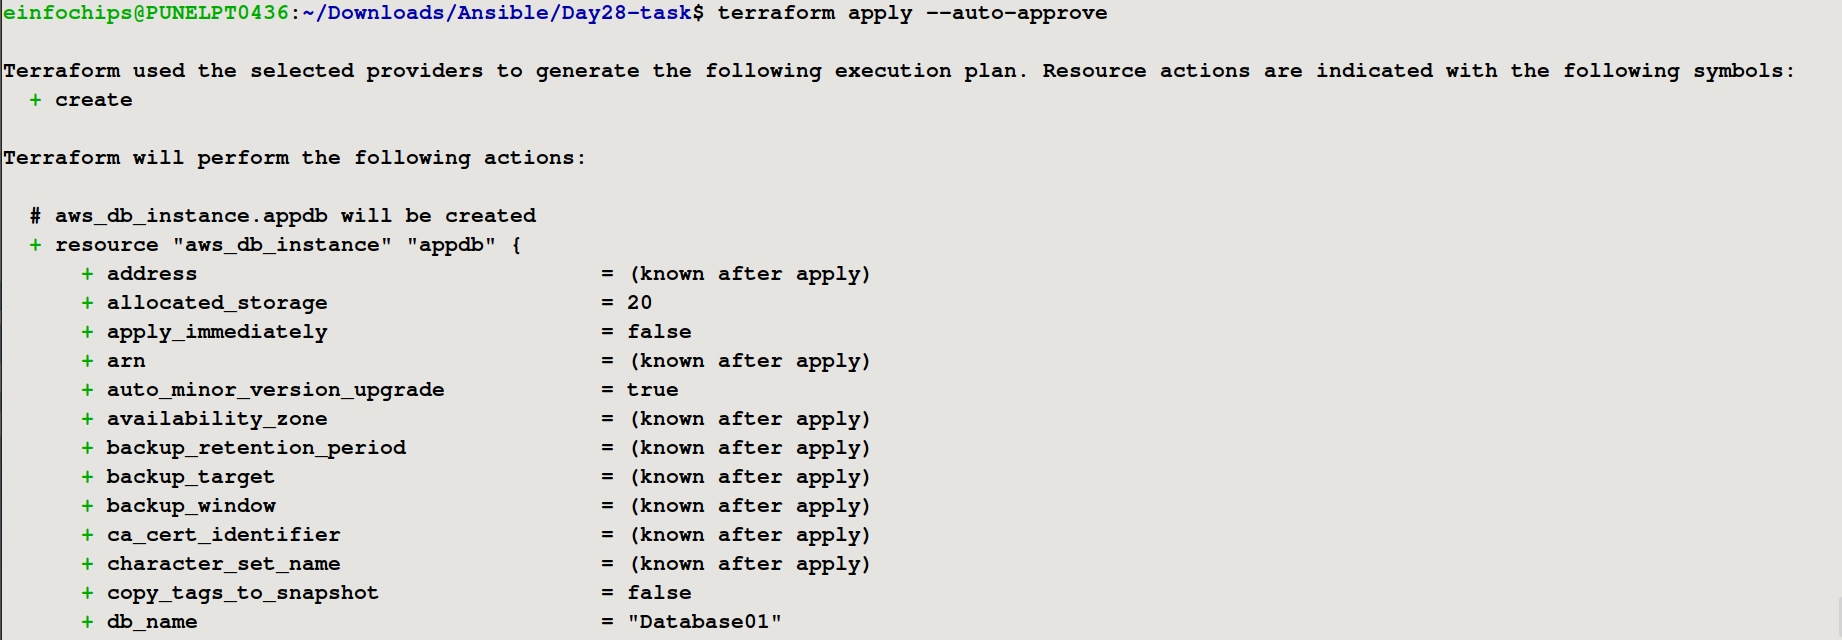 einfochips@PUNELPT0436:~/Downloads/Ansible/Day28-task$ terraform apply --auto-approve
Terraform used the selected providers to generate the following execution plan. Resource actions are indicated with the following symbols:
+ create
Terraform will perform the following actions:
# aws_db_instance.appdb will be created
+ resource "aws_db_instance" "appdb" {
+ address = (known after apply)
+ allocated_storage = 20
+ apply_immediately = false
+ arn = (known after apply)
+ auto_minor_version_upgrade = true
+ availability_zone = (known after apply)
+ backup_retention_period = (known after apply)
+ backup_target = (known after apply)
+ backup_window = (known after apply)
+ ca_cert_identifier = (known after apply)
+ character_set_name = (known after apply)
+ copy_tags_to_snapshot = false
+ db_name = "Database01"